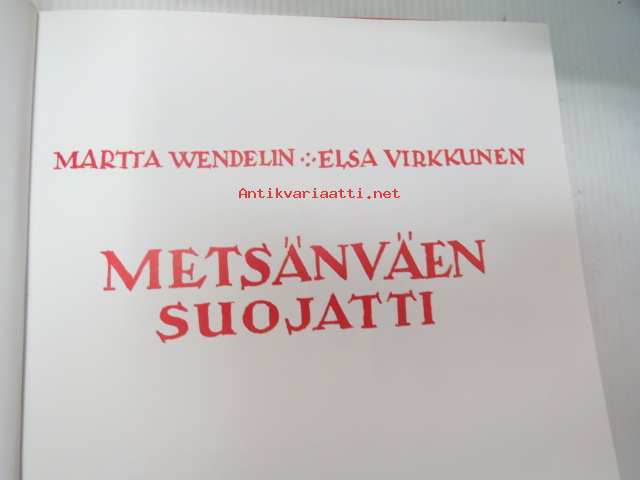 MARTTA WENDELIN ·:· ELSA VIRKKUNEN
Antikvariaatti.net
METSÄNVÄEN
SUOJATTI